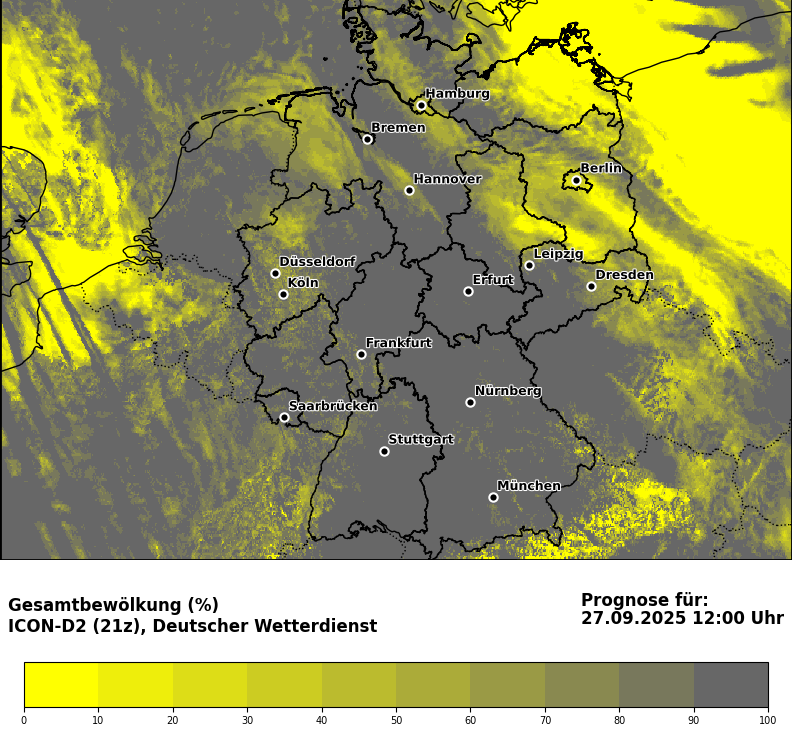 Hamburg
Bremen
Berlin
Hannover
Leipzig
Düsseldorf
Dresden
Erfurt
Köln
Frankfurt
Nürnberg
Saarbrücken
Stuttgart
München
Gesamtbewölkung (%)
ICON-D2 (21z), Deutscher Wetterdienst
Prognose für:
27.09.2025 12:00 Uhr
0 10 20 30 40 50 60 70 80 90 100